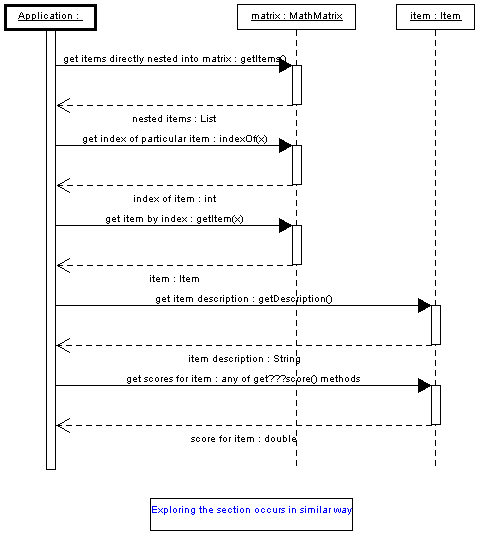 Application :
matrix : MathMatrix
item : Item
get items directly nested into matrix : getItems()
nested items : List
get index of particular item : indexOf(x)
index of item : int
get item by index : getItem(x)
item : Item
get item description : getDescription()
item description : String
get scores for item : any of get???score() methods
score for item : double
Exploring the section occurs in similar way